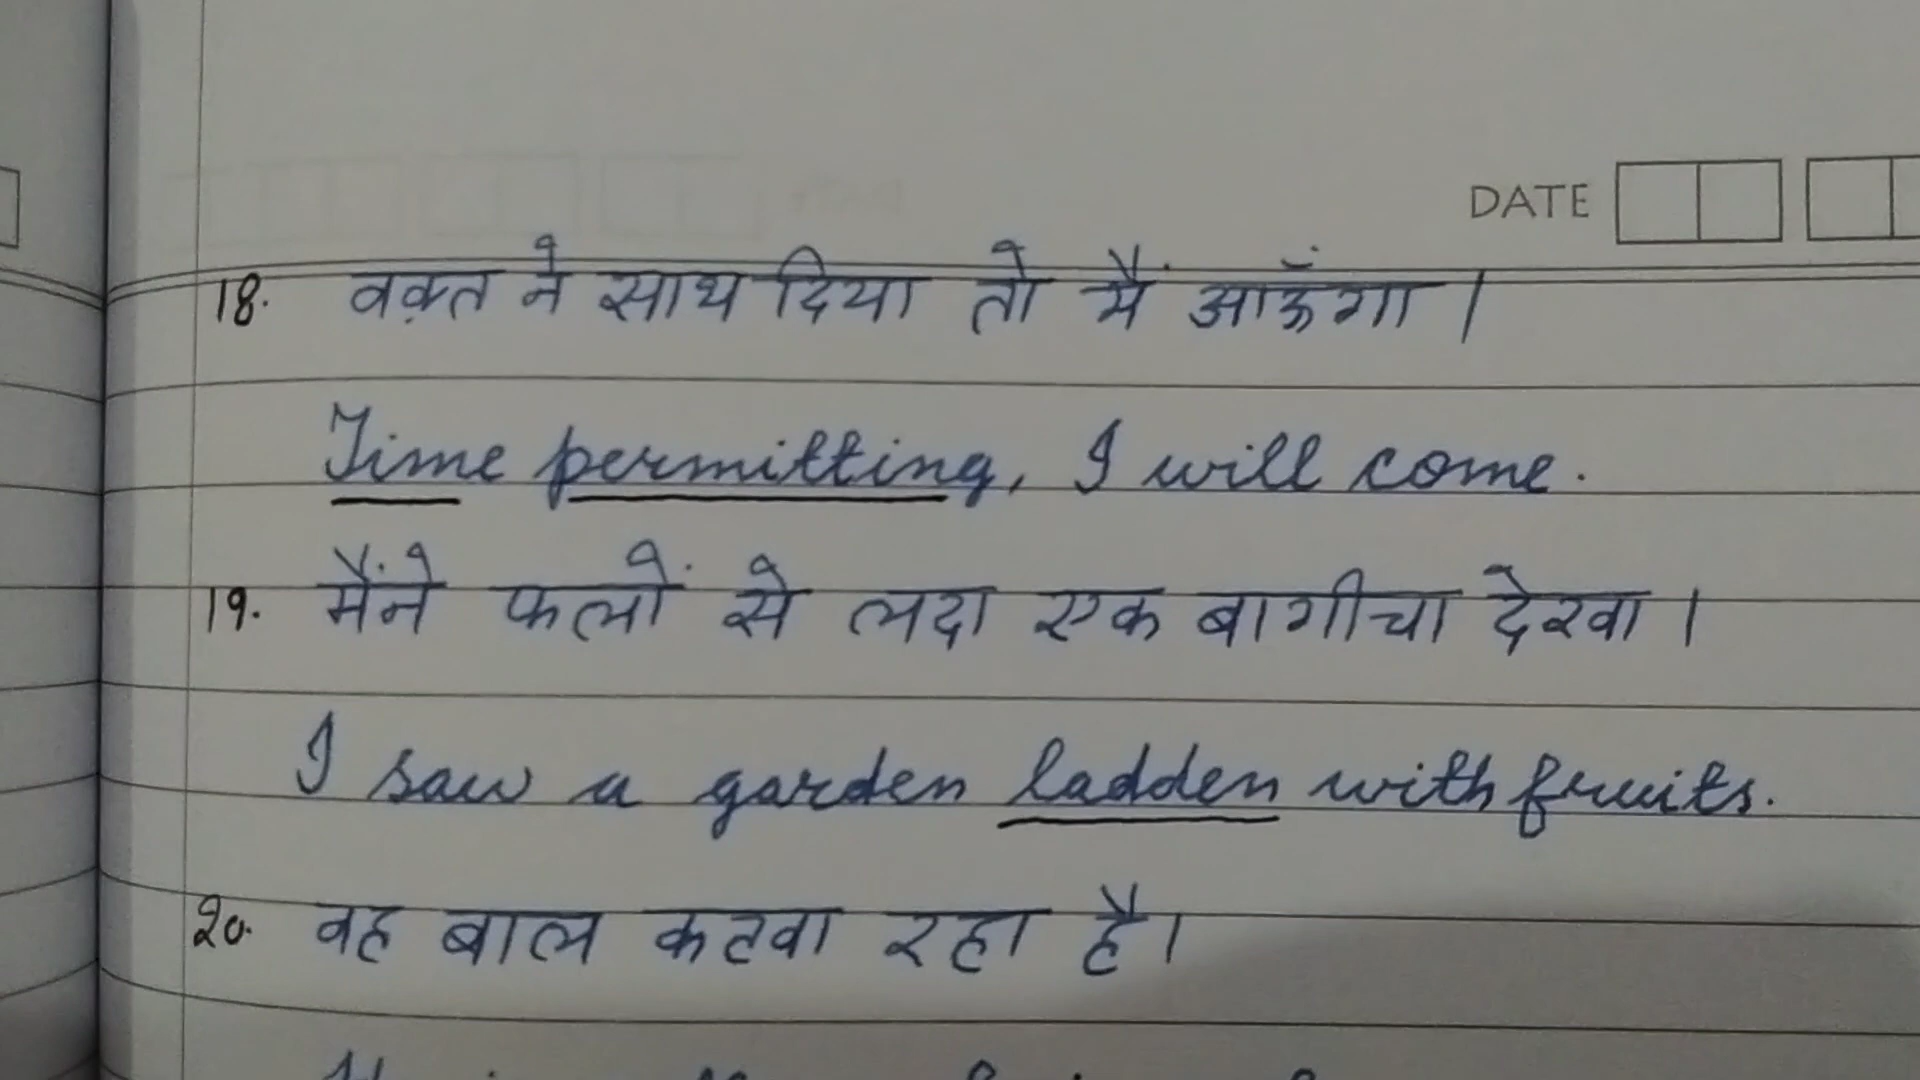 DATE
18. वक़्त ने साथ दिया तो मैं आऊँगा।
Time permitting, I will come.
19. मैंने फलों से लदा एक बागीचा देखा।
I saw a garden ladden with fruits.
20. वह बाल कटवा रहा है।